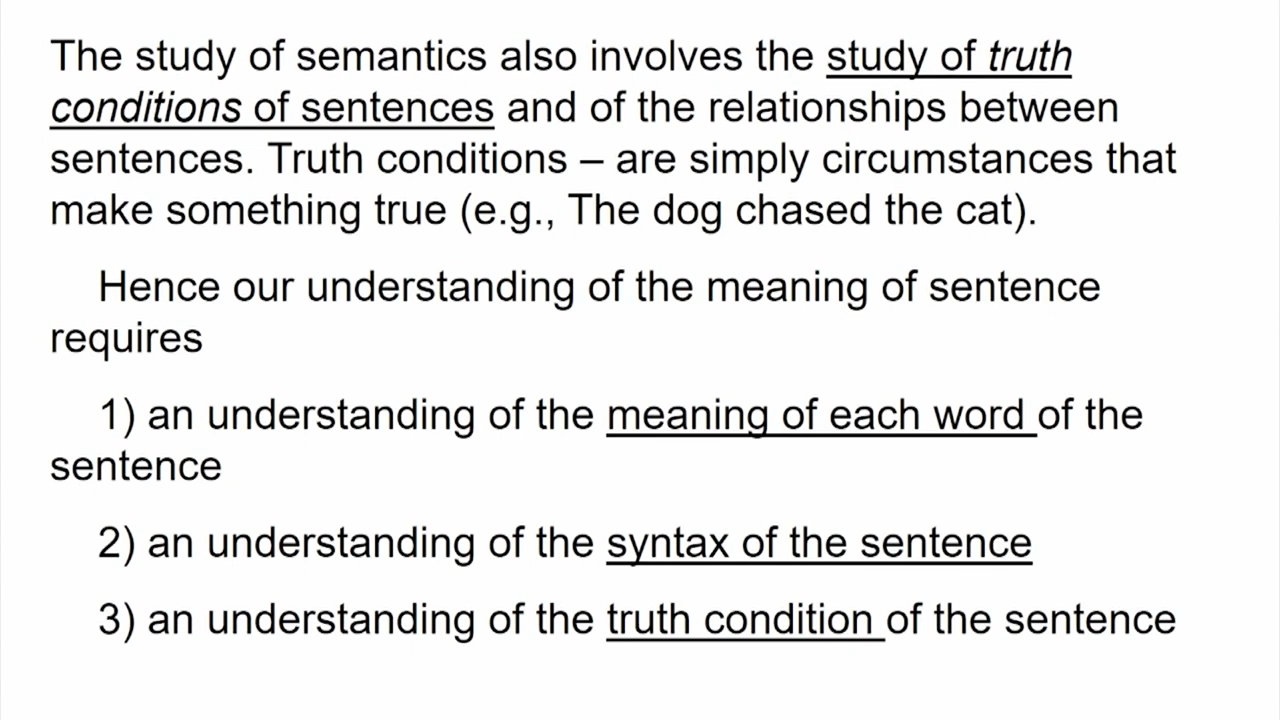 The study of semantics also involves the study of truth
conditions of sentences and of the relationships between
sentences. Truth conditions – are simply circumstances that
make something true (e.g., The dog chased the cat).
Hence our understanding of the meaning of sentence
requires
1) an understanding of the meaning of each word of the
sentence
2) an understanding of the syntax of the sentence
3) an understanding of the truth condition of the sentence